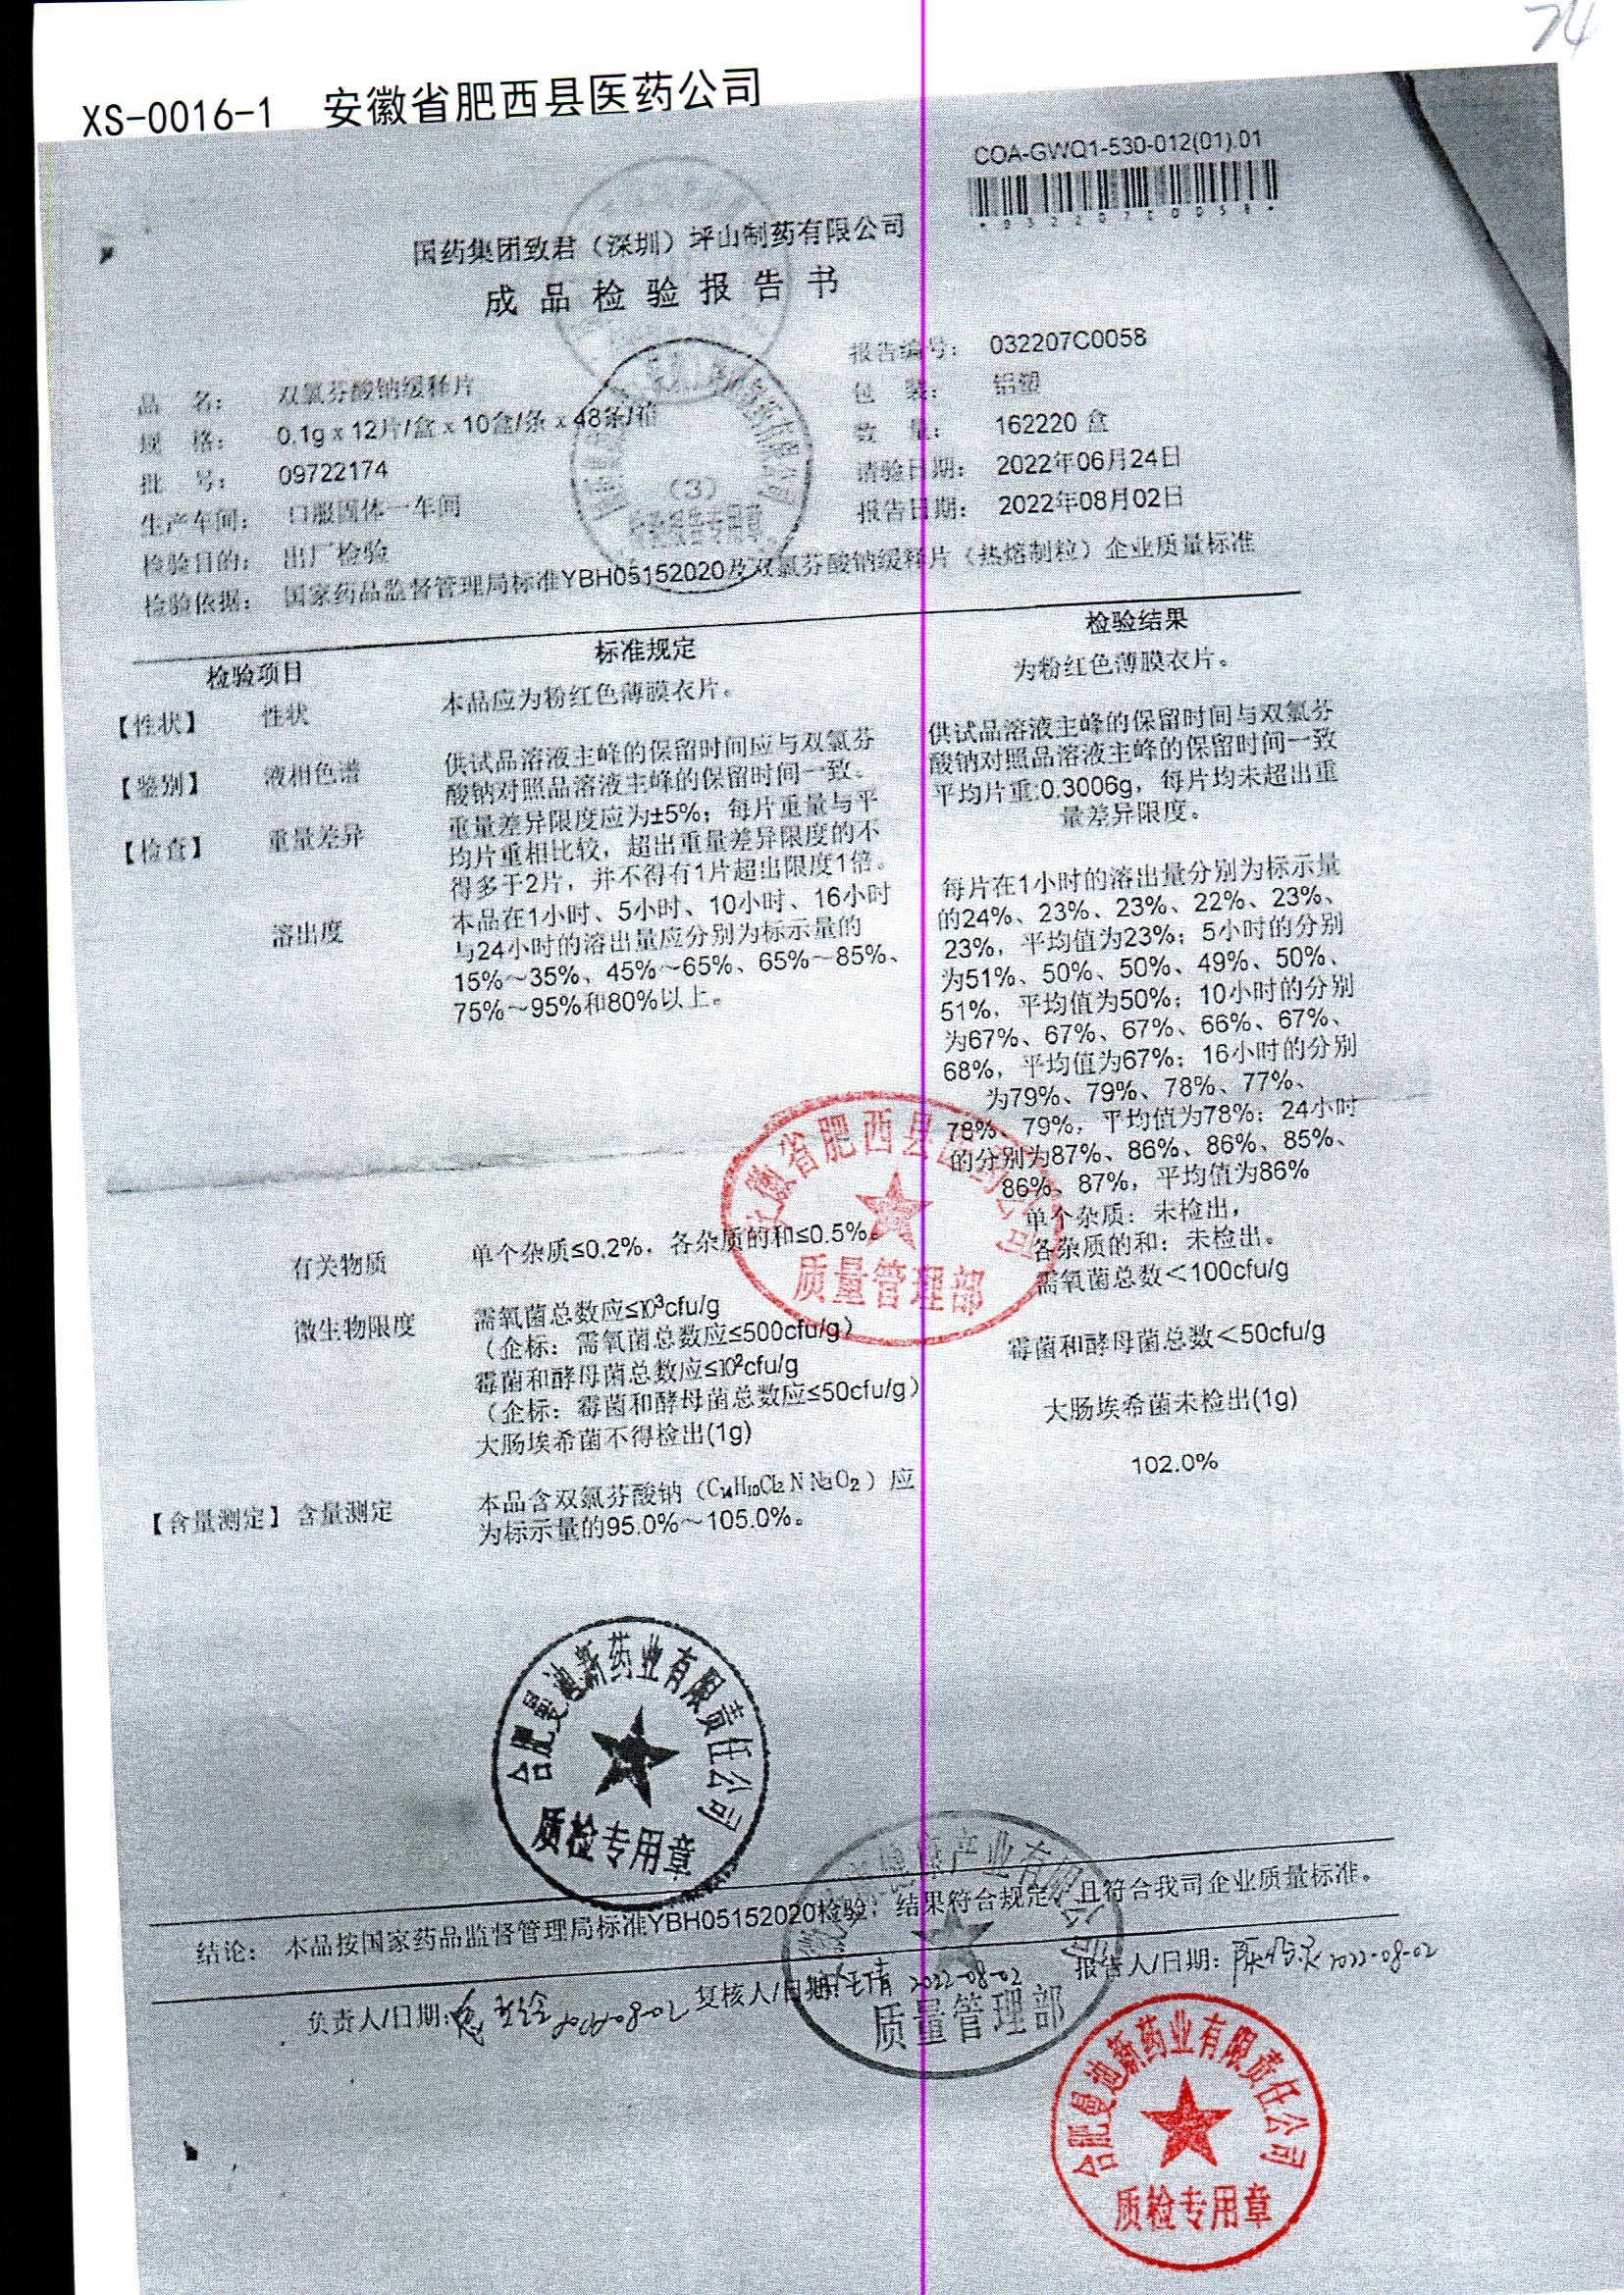 74
XS-0016-1 安徽省肥西县医药公司
COA-GWQ1-530-012(01).01
*032207C0058*
国药集团致君（深圳）坪山制药有限公司
成品检验报告书
报告编号： 032207C0058
品 名： 双氯芬酸钠缓释片 包 装： 铝塑
规 格： 0.1g x 12片/盒 x 10盒/条 x 48条/箱 数 量： 162220 盒
批 号： 09722174 请验日期： 2022年06月24日
生产车间： 口服固体一车间 报告日期： 2022年08月02日
检验目的： 出厂检验
检验依据： 国家药品监督管理局标准YBH05152020及双氯芬酸钠缓释片（热熔制粒）企业质量标准
检验项目 标准规定 检验结果
【性状】 性状 本品应为粉红色薄膜衣片。 为粉红色薄膜衣片。
【鉴别】 液相色谱 供试品溶液主峰的保留时间应与双氯芬
酸钠对照品溶液主峰的保留时间一致。
供试品溶液主峰的保留时间与双氯芬
酸钠对照品溶液主峰的保留时间一致
【检查】 重量差异 重量差异限度应为±5%；每片重量与平
均片重相比较，超出重量差异限度的不
得多于2片，并不得有1片超出限度1倍。
平均片重:0.3006g，每片均未超出重
量差异限度。
溶出度 本品在1小时、5小时、10小时、16小时
与24小时的溶出量应分别为标示量的
15%～35%、45%～65%、65%～85%、
75%～95%和80%以上。
每片在1小时的溶出量分别为标示量
的24%、23%、23%、22%、23%、
23%，平均值为23%；5小时的分别
为51%、50%、50%、49%、50%、
51%，平均值为50%；10小时的分别
为67%、67%、67%、66%、67%、
68%，平均值为67%；16小时的分别
为79%、79%、78%、77%、
78%、79%，平均值为78%；24小时
的分别为87%、86%、86%、85%、
86%、87%，平均值为86%
有关物质 单个杂质≤0.2%，各杂质的和≤0.5%。
单个杂质：未检出，
各杂质的和：未检出。
微生物限度 需氧菌总数应≤10³cfu/g
（企标：需氧菌总数应≤500cfu/g）
霉菌和酵母菌总数应≤10²cfu/g
（企标：霉菌和酵母菌总数应≤50cfu/g）
大肠埃希菌不得检出(1g)
需氧菌总数＜100cfu/g
霉菌和酵母菌总数＜50cfu/g
大肠埃希菌未检出(1g)
【含量测定】 含量测定 本品含双氯芬酸钠（C₁₄H₁₀Cl₂NNaO₂）应
为标示量的95.0%～105.0%。
102.0%
安徽省肥西县医药公司
质量管理部
（3）
检验报告专用章
合肥曼迪新药业有限责任公司
质检专用章
结论： 本品按国家药品监督管理局标准YBH05152020检验，结果符合规定，且符合我司企业质量标准。
负责人/日期： 2022-08-02 复核人/日期： 2022-08-02 报告人/日期： 2022-08-02
质量管理部
合肥曼迪新药业有限责任公司
质检专用章